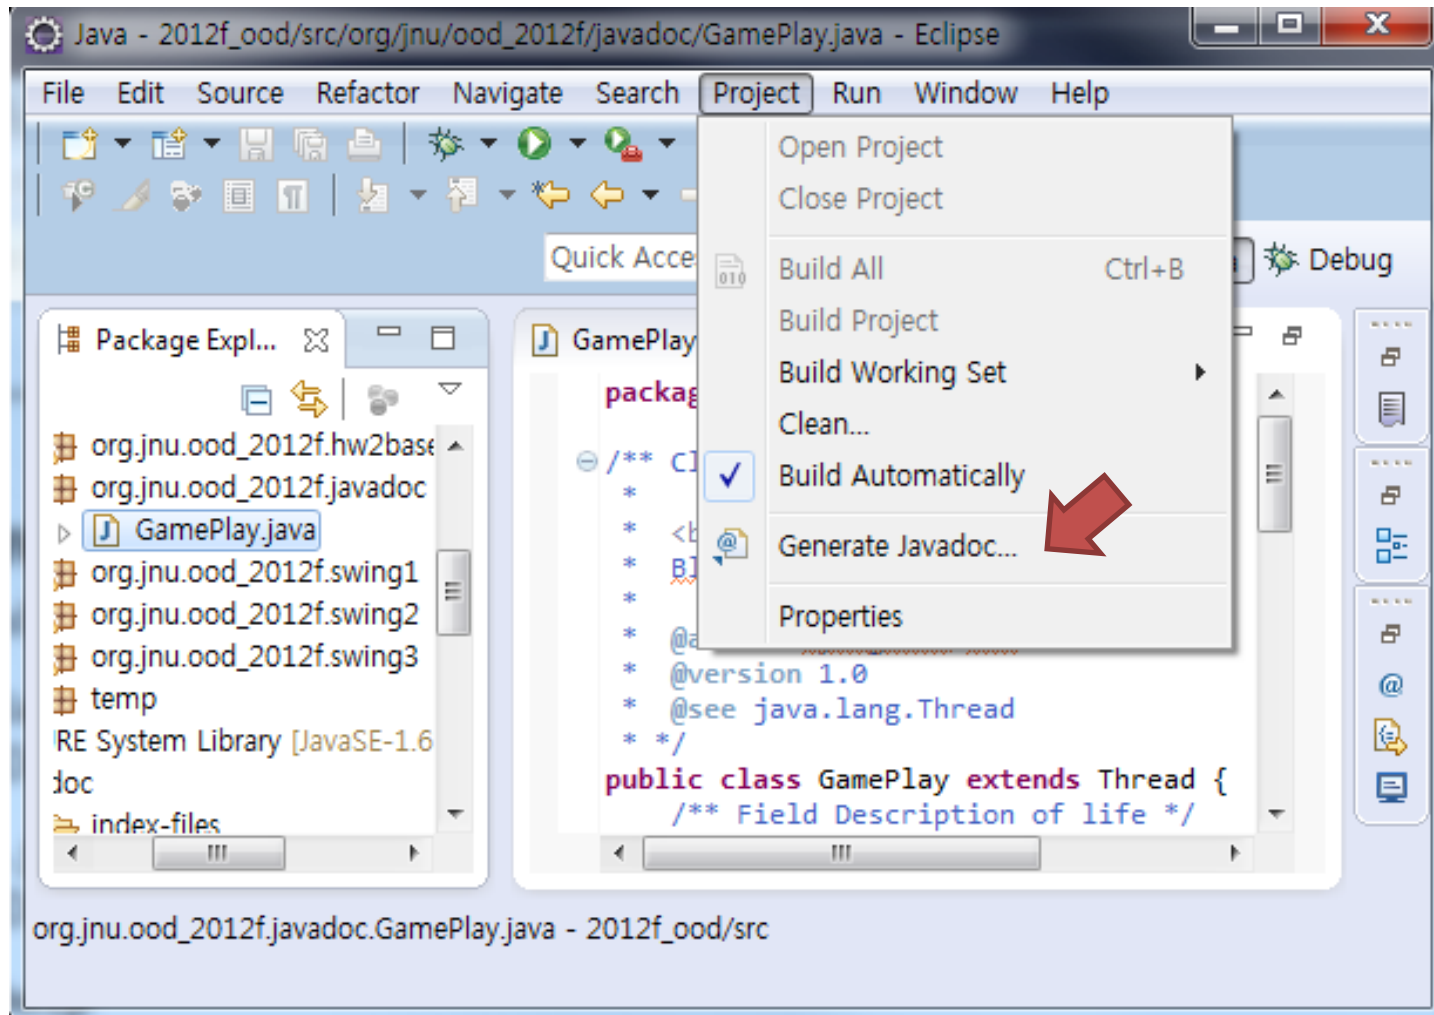 Java - 2012f_ood/src/org/jnu/ood_2012f/javadoc/GamePlay.java - Eclipse
File Edit Source Refactor Navigate Search Project Run Window Help
Open Project
Close Project
Build All Ctrl+B
Build Project
Build Working Set
Clean...
Build Automatically
Generate Javadoc...
Properties
Quick Acce
Debug
Package Expl...
org.jnu.ood_2012f.hw2base
org.jnu.ood_2012f.javadoc
GamePlay.java
org.jnu.ood_2012f.swing1
org.jnu.ood_2012f.swing2
org.jnu.ood_2012f.swing3
temp
RE System Library [JavaSE-1.6
doc
index-files
GamePlay
packag
/** Cl
*
* <b
* Bl
*
* @a
* @version 1.0
* @see java.lang.Thread
* */
public class GamePlay extends Thread {
/** Field Description of life */
org.jnu.ood_2012f.javadoc.GamePlay.java - 2012f_ood/src